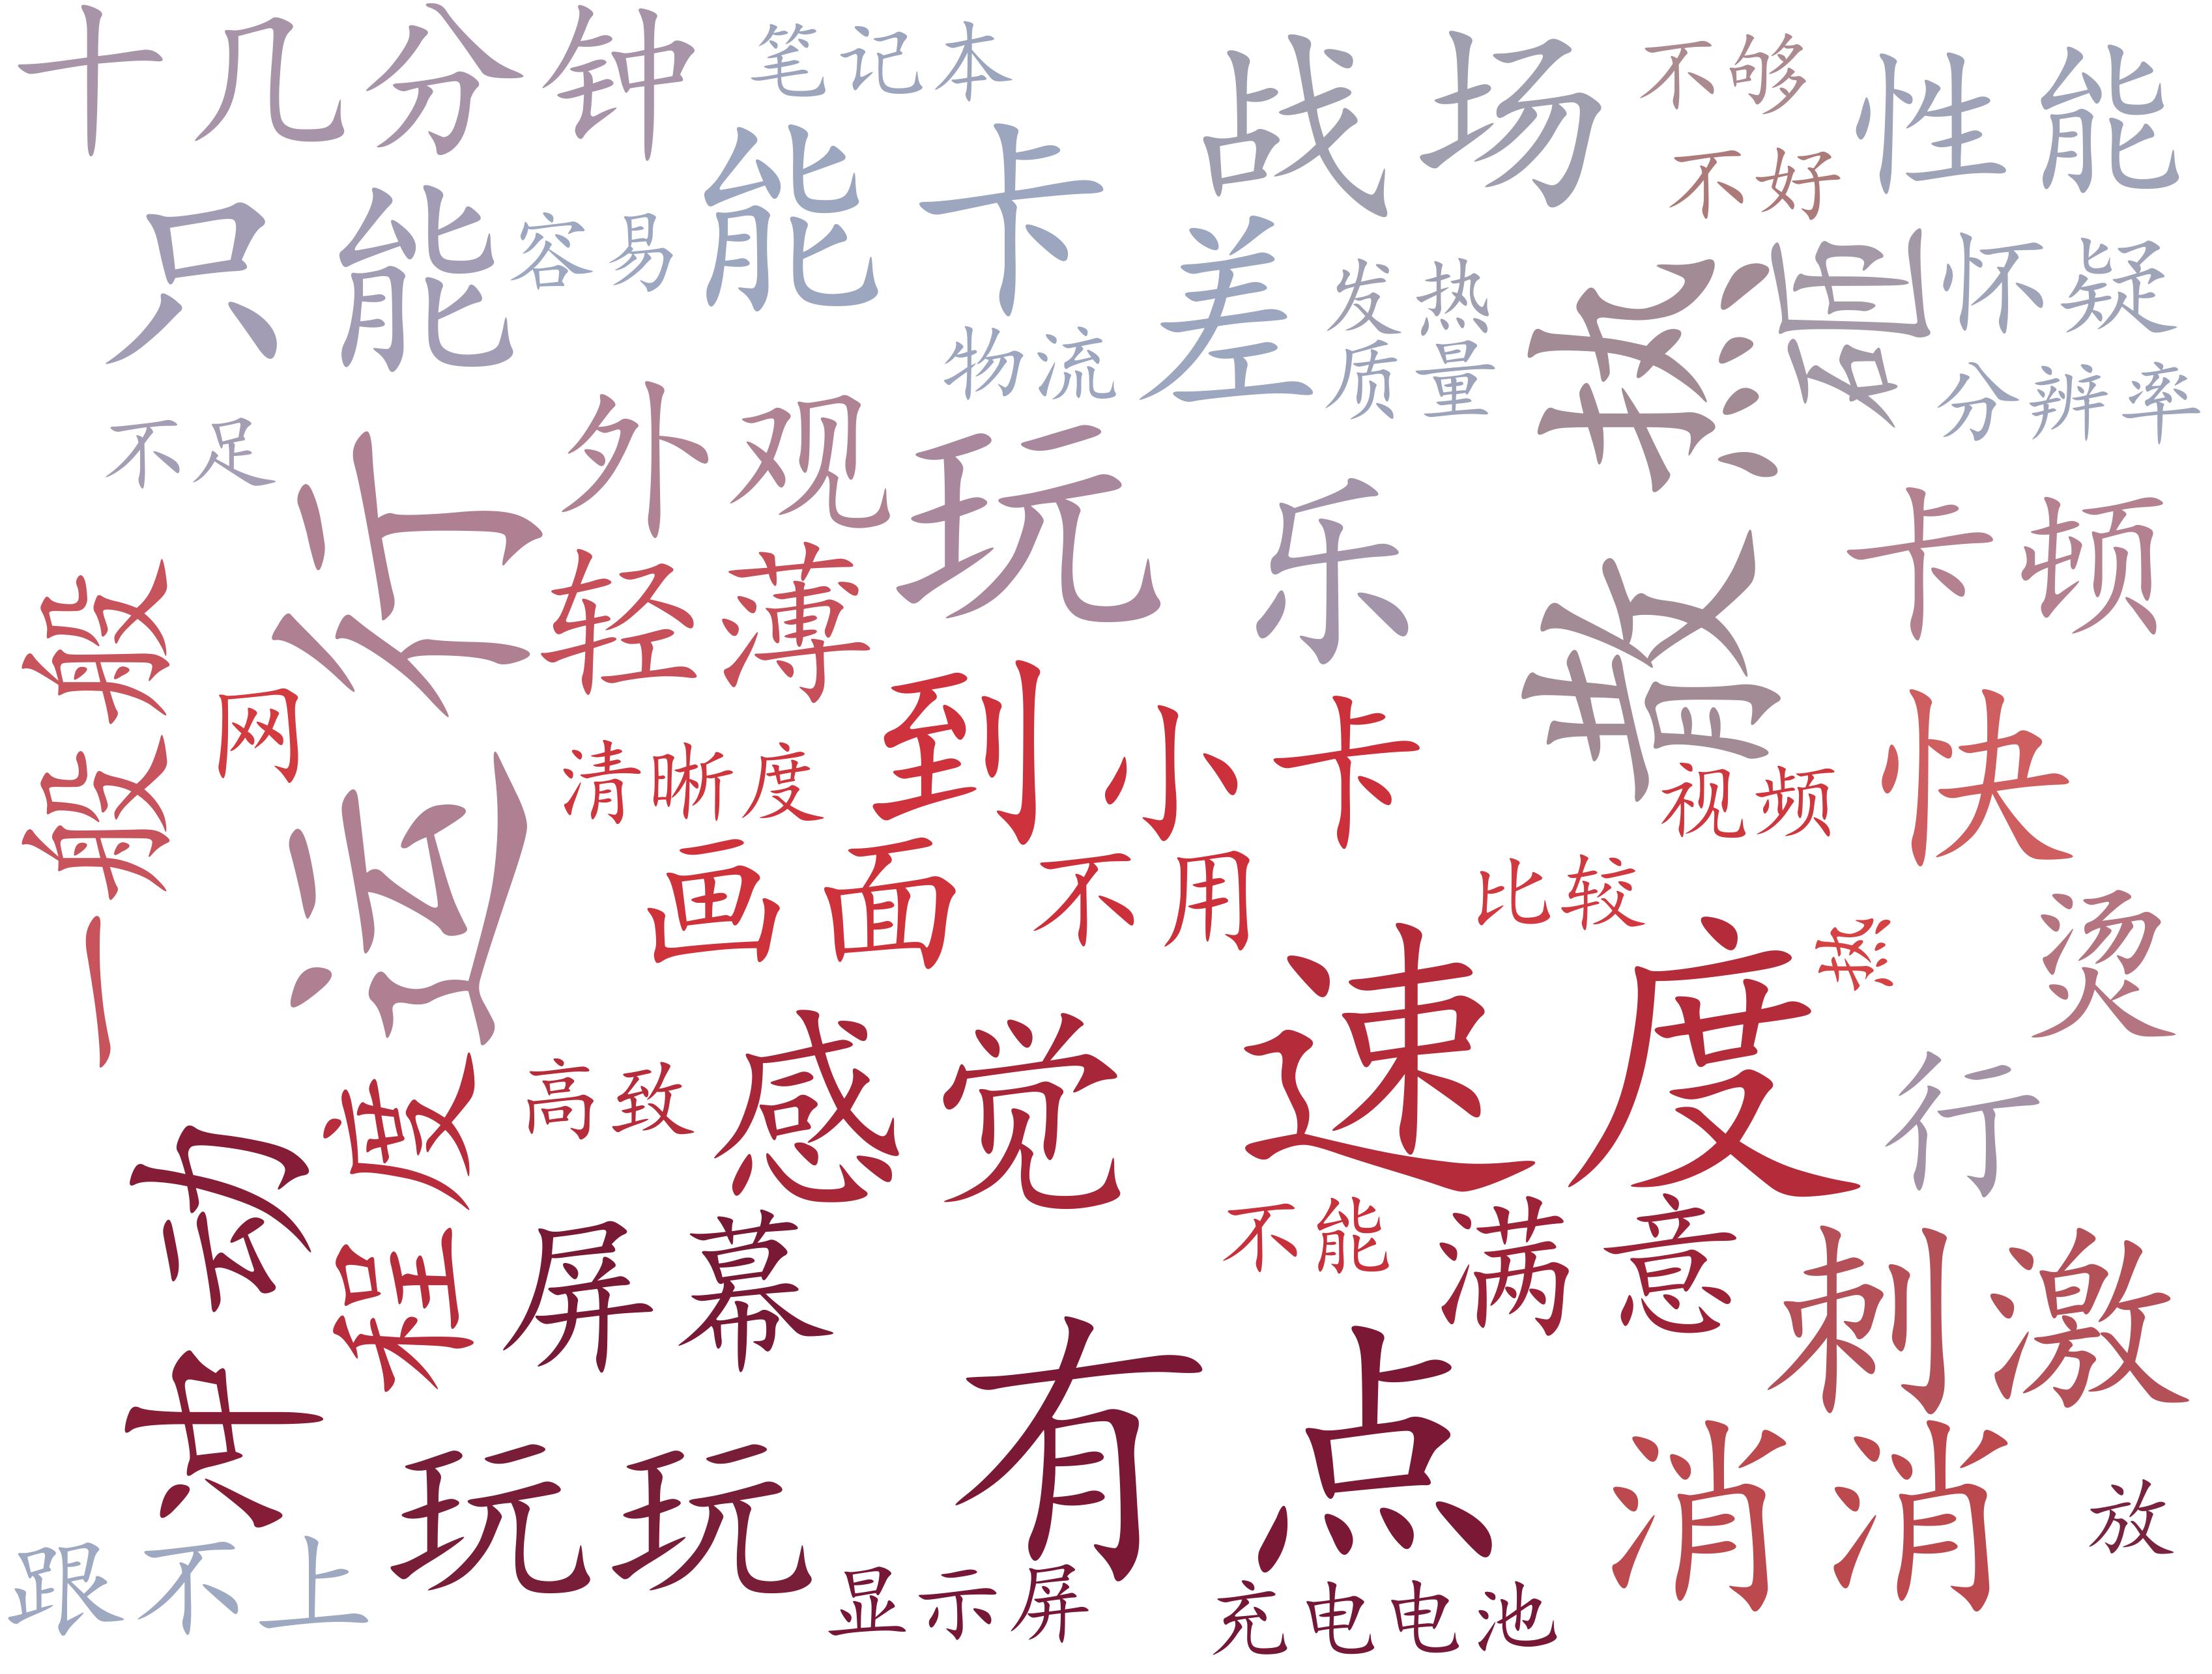 十几分钟
笔记本
战场
不够
性能
不好
只能
容易
能
卡
差
发热
怀疑
物流
质量
分辨率
不足
外观
玩
乐
散热
卡顿
还行
轻薄
一般般
网
清晰度
到
小卡
视频
快
画面
不用
比较
烫
速度
热
高致
感觉
行
程度
不能
满意
冲动
屏幕
刺激
有点
玩玩
消消
效
跟不上
显示屏
充电电池